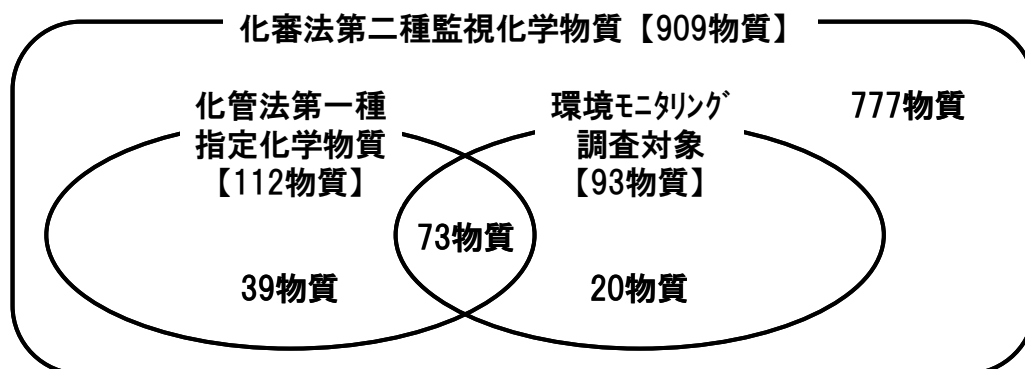 化審法第二種監視化学物質【909物質】
化管法第一種
指定化学物質
【112物質】
環境ﾓﾆﾀﾘﾝｸﾞ
調査対象
【93物質】
777物質
73物質
39物質
20物質